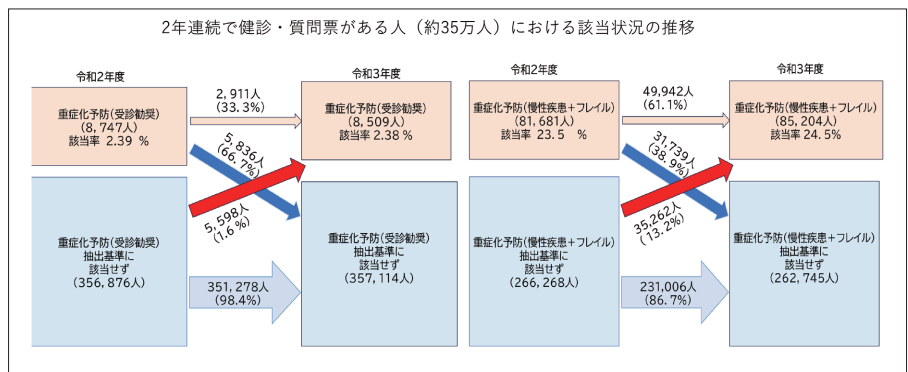 2年連続で健診・質問票がある人（約35万人）における該当状況の推移
令和2年度
重症化予防(受診勧奨)
(8,747人)
該当率 2.39 %
重症化予防(受診勧奨)
抽出基準に
該当せず
(356,876人)
2,911人
(33.3%)
5,836人
(66.7%)
5,598人
(1.6 %)
351,278人
(98.4%)
令和3年度
重症化予防(受診勧奨)
(8,509人)
該当率 2.38 %
重症化予防(受診勧奨)
抽出基準に
該当せず
(357,114人)
令和2年度
重症化予防(慢性疾患+フレイル)
(81,681人)
該当率 23.5 %
重症化予防(慢性疾患+フレイル)
抽出基準に
該当せず
(266,268人)
49,942人
(61.1%)
31,739人
(38.9%)
35,262人
(13.2%)
231,006人
(86.7%)
令和3年度
重症化予防(慢性疾患+フレイル)
(85,204人)
該当率 24.5%
重症化予防(慢性疾患+フレイル)
抽出基準に
該当せず
(262,745人)